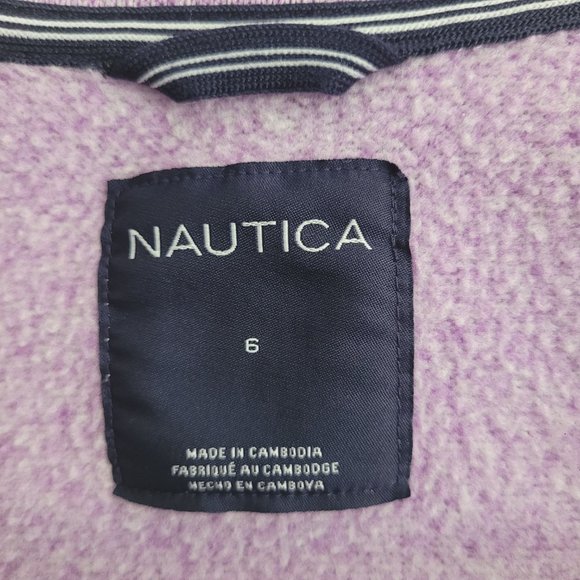 NAUTICA
6
MADE IN CAMBODIA
FABRIQUÉ AU CAMBODGE
HECHO EN CAMBOYA